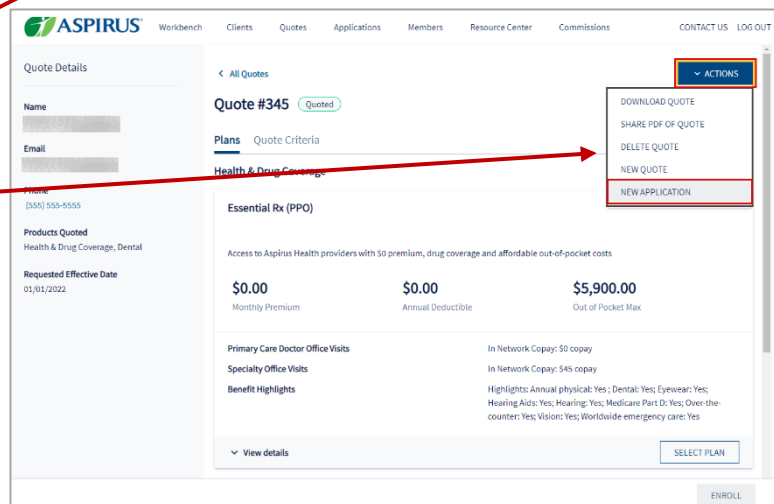 ASPIRUS Workbench Clients Quotes Applications Members Resource Center Commissions CONTACT US LOG OUT
Quote Details
Name
Email
Phone
(555) 555-5555
Products Quoted
Health & Drug Coverage, Dental
Requested Effective Date
01/01/2022
< All Quotes
ACTIONS
Quote #345 Quoted
DOWNLOAD QUOTE
SHARE PDF OF QUOTE
DELETE QUOTE
NEW QUOTE
NEW APPLICATION
Plans Quote Criteria
Health & Drug Coverage
Essential Rx (PPO)
Access to Aspirus Health providers with $0 premium, drug coverage and affordable out-of-pocket costs
$0.00 $0.00 $5,900.00
Monthly Premium Annual Deductible Out of Pocket Max
Primary Care Doctor Office Visits In Network Copay: $0 copay
Specialty Office Visits In Network Copay: $45 copay
Benefit Highlights Highlights: Annual physical: Yes ; Dental: Yes; Eyewear: Yes;
Hearing Aids: Yes; Hearing: Yes; Medicare Part D: Yes; Over-the-
counter: Yes; Vision: Yes; Worldwide emergency care: Yes
View details SELECT PLAN
ENROLL